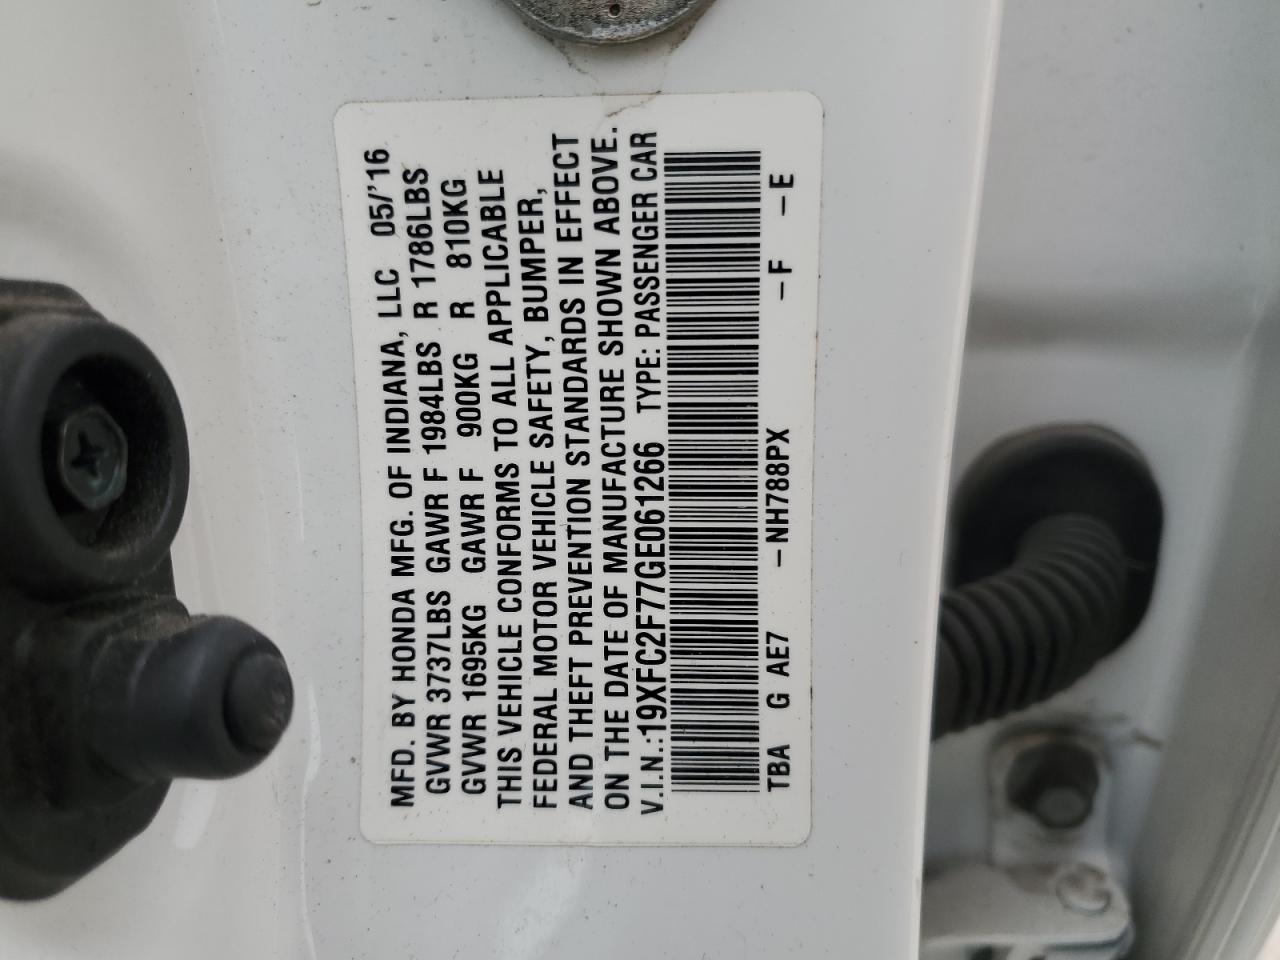 MFD. BY HONDA MFG. OF INDIANA, LLC 05/'16
GVWR 3737LBS GAWR F 1984LBS R 1786LBS
GVWR 1695KG GAWR F 900KG R 810KG
THIS VEHICLE CONFORMS TO ALL APPLICABLE
FEDERAL MOTOR VEHICLE SAFETY, BUMPER,
AND THEFT PREVENTION STANDARDS IN EFFECT
ON THE DATE OF MANUFACTURE SHOWN ABOVE.
V.I.N.:19XFC2F77GE061266 TYPE: PASSENGER CAR
TBA G AE7 -NH788PX -F -E